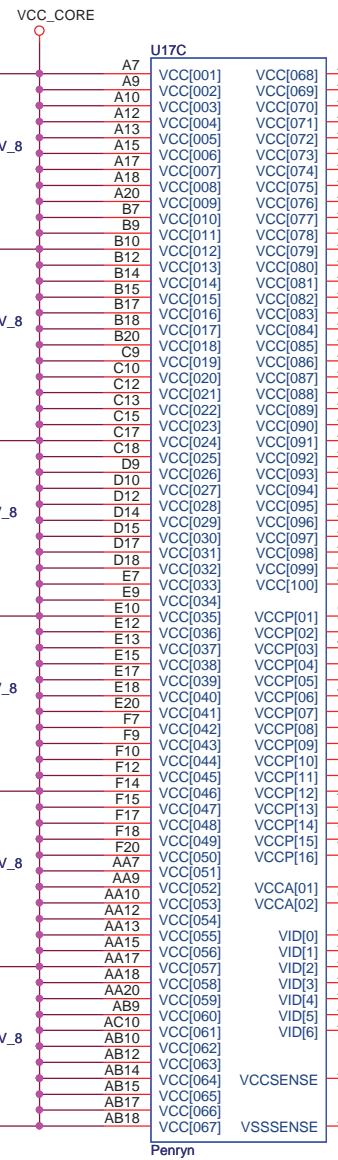 VCC_CORE
U17C
A7 VCC[001] VCC[068]
A9 VCC[002] VCC[069]
A10 VCC[003] VCC[070]
A12 VCC[004] VCC[071]
A13 VCC[005] VCC[072]
V_8 A15 VCC[006] VCC[073]
A17 VCC[007] VCC[074]
A18 VCC[008] VCC[075]
A20 VCC[009] VCC[076]
B7 VCC[010] VCC[077]
B9 VCC[011] VCC[078]
B10 VCC[012] VCC[079]
B12 VCC[013] VCC[080]
B14 VCC[014] VCC[081]
B15 VCC[015] VCC[082]
B17 VCC[016] VCC[083]
V_8 B18 VCC[017] VCC[084]
B20 VCC[018] VCC[085]
C9 VCC[019] VCC[086]
C10 VCC[020] VCC[087]
C12 VCC[021] VCC[088]
C13 VCC[022] VCC[089]
C15 VCC[023] VCC[090]
C17 VCC[024] VCC[091]
C18 VCC[025] VCC[092]
D9 VCC[026] VCC[093]
D10 VCC[027] VCC[094]
D12 VCC[028] VCC[095]
V_8 D14 VCC[029] VCC[096]
D15 VCC[030] VCC[097]
D17 VCC[031] VCC[098]
D18 VCC[032] VCC[099]
E7 VCC[033] VCC[100]
E9 VCC[034]
E10 VCC[035] VCCP[01]
E12 VCC[036] VCCP[02]
E13 VCC[037] VCCP[03]
E15 VCC[038] VCCP[04]
E17 VCC[039] VCCP[05]
V_8 E18 VCC[040] VCCP[06]
E20 VCC[041] VCCP[07]
F7 VCC[042] VCCP[08]
F9 VCC[043] VCCP[09]
F10 VCC[044] VCCP[10]
F12 VCC[045] VCCP[11]
F14 VCC[046] VCCP[12]
F15 VCC[047] VCCP[13]
F17 VCC[048] VCCP[14]
F18 VCC[049] VCCP[15]
F20 VCC[050] VCCP[16]
V_8 AA7 VCC[051]
AA9 VCC[052] VCCA[01]
AA10 VCC[053] VCCA[02]
AA12 VCC[054]
AA13 VCC[055] VID[0]
AA15 VCC[056] VID[1]
AA17 VCC[057] VID[2]
AA18 VCC[058] VID[3]
AA20 VCC[059] VID[4]
AB9 VCC[060] VID[5]
AC10 VCC[061] VID[6]
V_8 AB10 VCC[062]
AB12 VCC[063]
AB14 VCC[064] VCCSENSE
AB15 VCC[065]
AB17 VCC[066]
AB18 VCC[067] VSSSENSE
Penryn